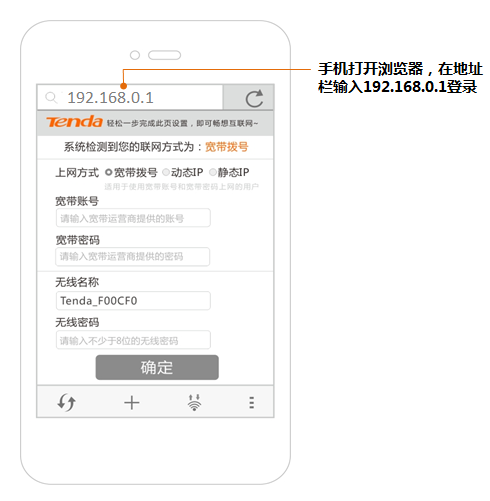 192.168.0.1
手机打开浏览器，在地址
栏输入192.168.0.1登录
Tenda 轻松一步完成此页设置，即可畅想互联网~
系统检测到您的联网方式为：宽带拨号
上网方式 宽带拨号 动态IP 静态IP
适用于使用宽带账号和宽带密码上网的用户
宽带账号
请输入宽带运营商提供的账号
宽带密码
请输入宽带运营商提供的密码
无线名称
Tenda_F00CF0
无线密码
请输入不少于8位的无线密码
确定